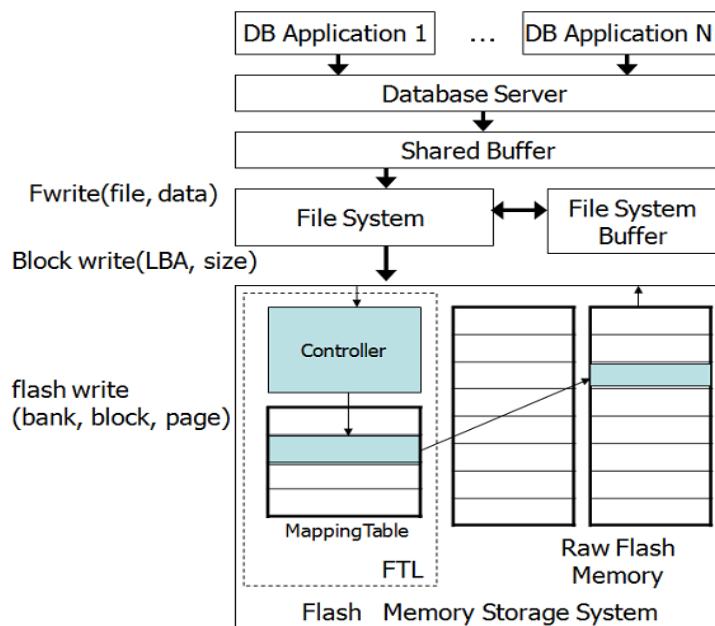 DB Application 1 ... DB Application N
Database Server
Shared Buffer
Fwrite(file, data)
File System
File System
Buffer
Block write(LBA, size)
Controller
flash write
(bank, block, page)
MappingTable
FTL
Raw Flash
Memory
Flash Memory Storage System